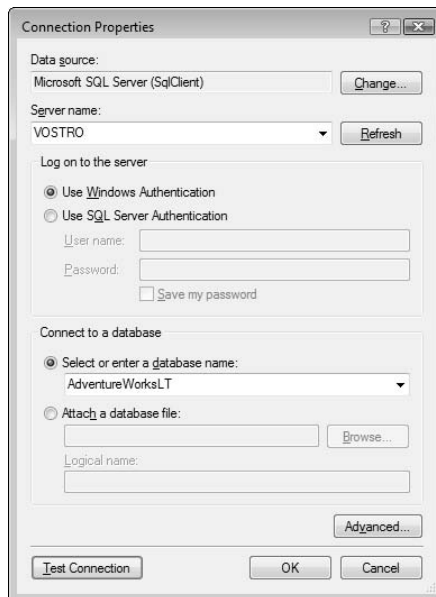 Connection Properties
Data source:
Microsoft SQL Server (SqlClient)
Change...
Server name:
VOSTRO
Refresh
Log on to the server
Use Windows Authentication
Use SQL Server Authentication
User name:
Password:
Save my password
Connect to a database
Select or enter a database name:
AdventureWorksLT
Attach a database file:
Browse...
Logical name:
Advanced...
Test Connection
OK
Cancel